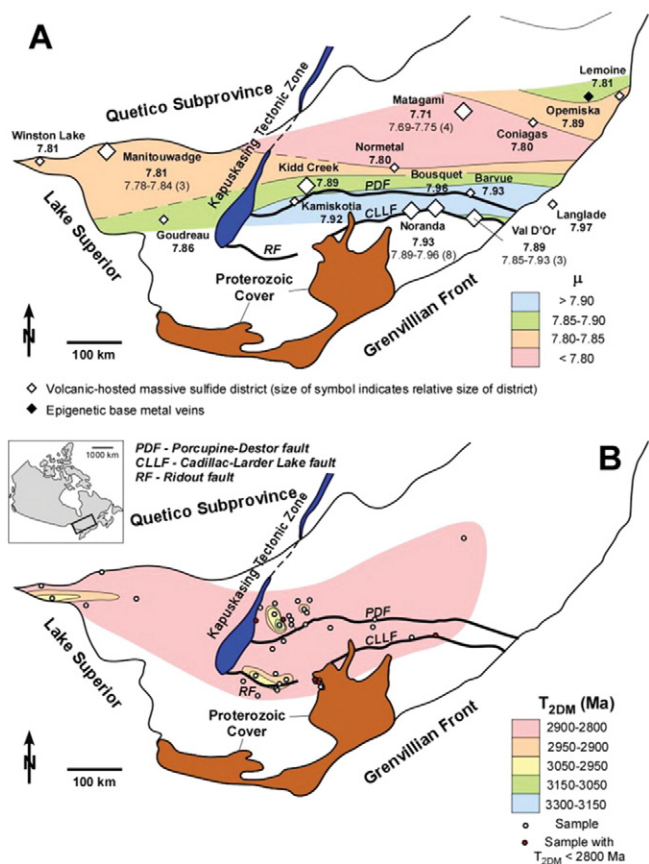 A
Quetico Subprovince
Kapuskasing Tectonic Zone
Lemoine
7.81
Matagami
7.71
7.69-7.75 (4)
Opemiska
7.89
Coniagas
7.80
Winston Lake
7.81
Manitouwadge
7.81
7.78-7.84 (3)
Normetal
7.80
Kidd Creek
7.89
Bousquet
7.96
Barvue
7.93
PDF
Kamiskotia
7.92
CLLF
Langlade
7.97
Lake Superior
Goudreau
7.86
RF
Noranda
7.93
7.89-7.96 (8)
Val D'Or
7.89
7.85-7.93 (3)
Proterozoic
Cover
Grenvillian Front
N
100 km
μ
> 7.90
7.85-7.90
7.80-7.85
< 7.80
Volcanic-hosted massive sulfide district (size of symbol indicates relative size of district)
Epigenetic base metal veins
1000 km
PDF - Porcupine-Destor fault
CLLF - Cadillac-Larder Lake fault
RF - Ridout fault
B
Quetico Subprovince
Kapuskasing Tectonic Zone
PDF
CLLF
Lake Superior
RF
Proterozoic
Cover
Grenvillian Front
N
100 km
T2DM (Ma)
2900-2800
2950-2900
3050-2950
3150-3050
3300-3150
Sample
Sample with
T2DM < 2800 Ma